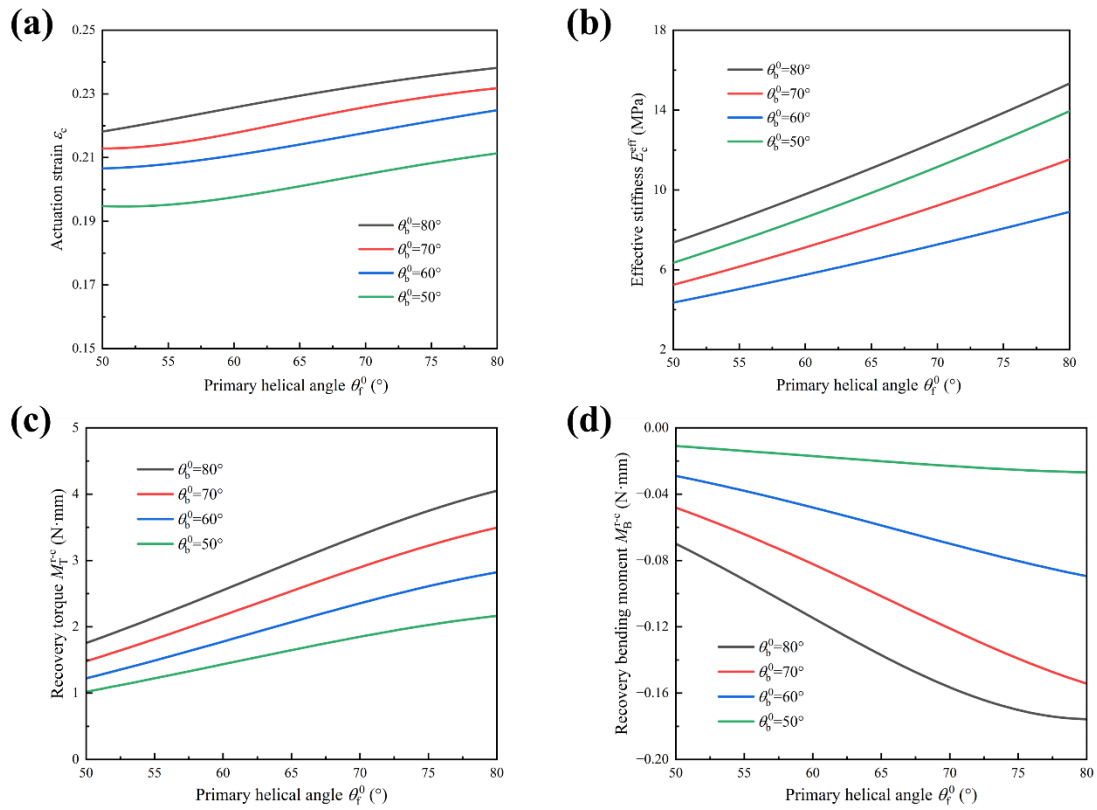 (a)
0.25
0.23
0.21
0.19
0.17
0.15
Actuation strain εc
θb0=80°
θb0=70°
θb0=60°
θb0=50°
50 55 60 65 70 75 80
Primary helical angle θf0 (°)
(b)
18
14
10
6
2
Effective stiffness Eceff (MPa)
θb0=80°
θb0=70°
θb0=60°
θb0=50°
50 55 60 65 70 75 80
Primary helical angle θf0 (°)
(c)
5
4
3
2
1
0
Recovery torque MTr-c (N·mm)
θb0=80°
θb0=70°
θb0=60°
θb0=50°
50 55 60 65 70 75 80
Primary helical angle θf0 (°)
(d)
0.00
−0.04
−0.08
−0.12
−0.16
−0.20
Recovery bending moment MBr-c (N·mm)
θb0=80°
θb0=70°
θb0=60°
θb0=50°
50 55 60 65 70 75 80
Primary helical angle θf0 (°)